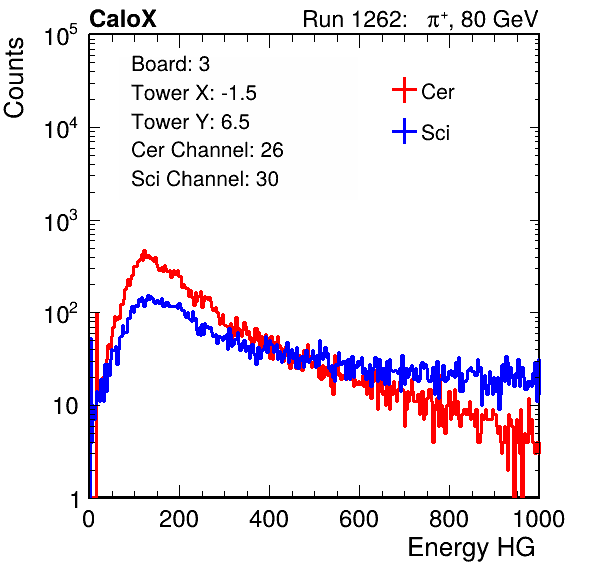 CaloX Run 1262: π⁺, 80 GeV
Counts
10⁵
10⁴
10³
10²
10
1
Board: 3
Tower X: -1.5
Tower Y: 6.5
Cer Channel: 26
Sci Channel: 30
Cer
Sci
0 200 400 600 800 1000
Energy HG